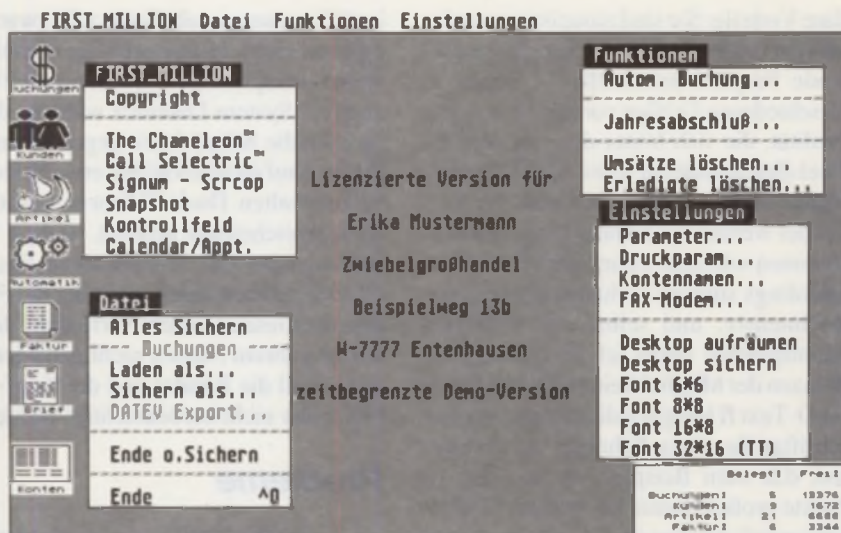 FIRST_MILLION Datei Funktionen Einstellungen
Buchungen
Kunden
Artikel
Automatik
Faktur
Brief
Konten
FIRST_MILLION
Copyright
The Chameleon™
Call Selectric™
Signum - Scrcop
Snapshot
Kontrollfeld
Calendar/Appt.
Datei
Alles Sichern
--- Buchungen ---
Laden als...
Sichern als...
DATEV Export...
Ende o.Sichern
Ende ^Q
Lizenzierte Version für
Erika Mustermann
Zwiebelgroßhandel
Beispielweg 13b
W-7777 Entenhausen
zeitbegrenzte Demo-Version
Funktionen
Autom. Buchung...
Jahresabschluß...
Umsätze löschen...
Erledigte löschen...
Einstellungen
Parameter...
Druckparam...
Kontennamen...
FAX-Modem...
Desktop aufräumen
Desktop sichern
Font 6*6
Font 8*8
Font 16*8
Font 32*16 (TT)
Belegt: Frei:
Buchungen: 5 13376
Kunden: 9 1672
Artikel: 21 6688
Faktur: 6 3344